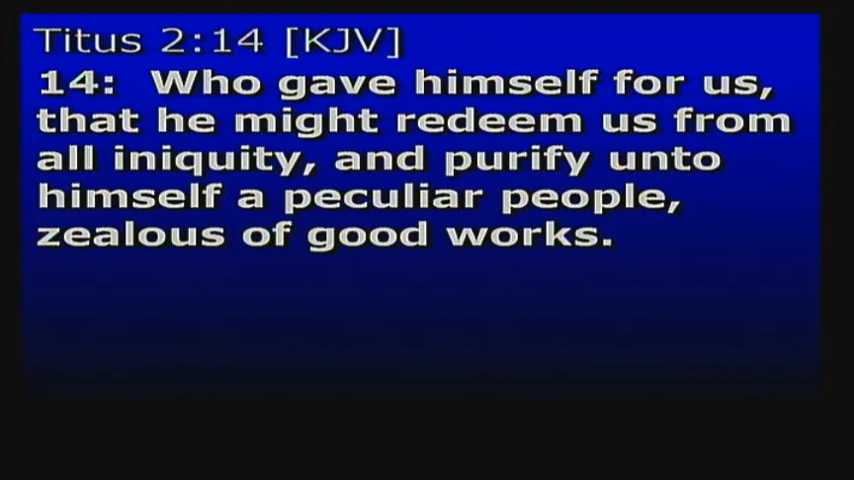 Titus 2:14 [KJV]
14:  Who gave himself for us,
that he might redeem us from
all iniquity, and purify unto
himself a peculiar people,
zealous of good works.